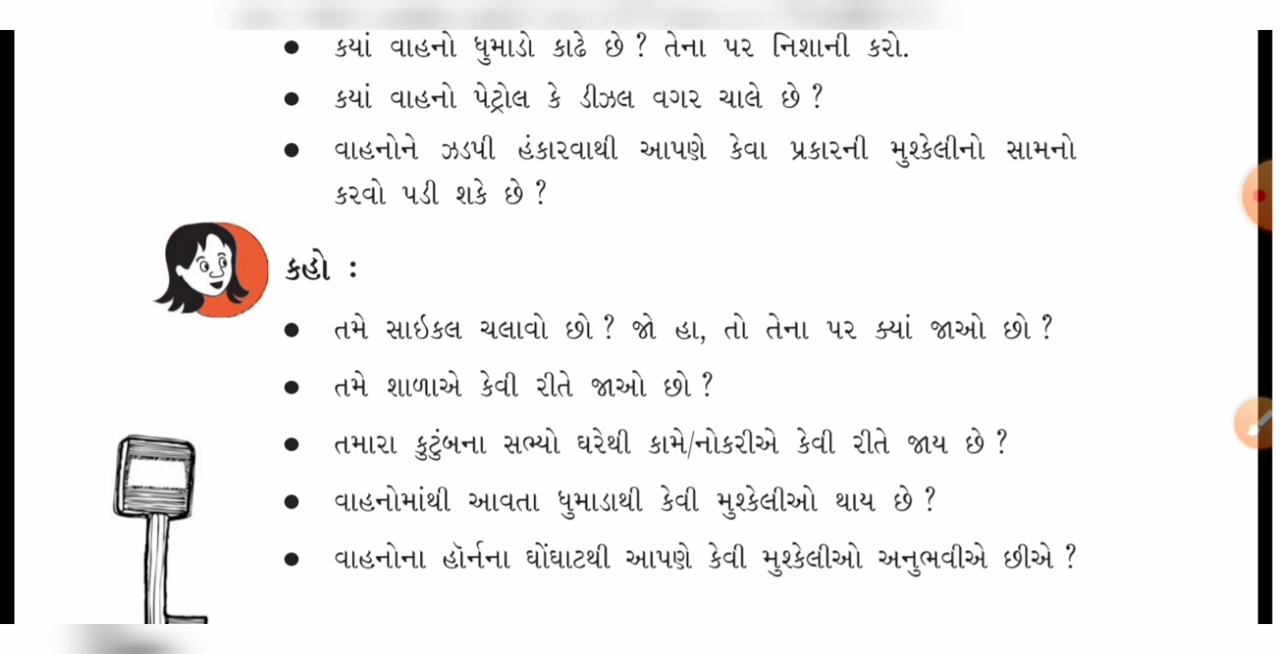 • કયાં વાહનો ધુમાડો કાઢે છે ? તેના પર નિશાની કરો.
• કયાં વાહનો પેટ્રોલ કે ડીઝલ વગર ચાલે છે ?
• વાહનોને ઝડપી હંકારવાથી આપણે કેવા પ્રકારની મુશ્કેલીનો સામનો
કરવો પડી શકે છે ?
કહો :
• તમે સાઇકલ ચલાવો છો ? જો હા, તો તેના પર ક્યાં જાઓ છો ?
• તમે શાળાએ કેવી રીતે જાઓ છો ?
• તમારા કુટુંબના સભ્યો ઘરેથી કામે/નોકરીએ કેવી રીતે જાય છે ?
• વાહનોમાંથી આવતા ધુમાડાથી કેવી મુશ્કેલીઓ થાય છે ?
• વાહનોના હૉર્નના ઘોંઘાટથી આપણે કેવી મુશ્કેલીઓ અનુભવીએ છીએ ?